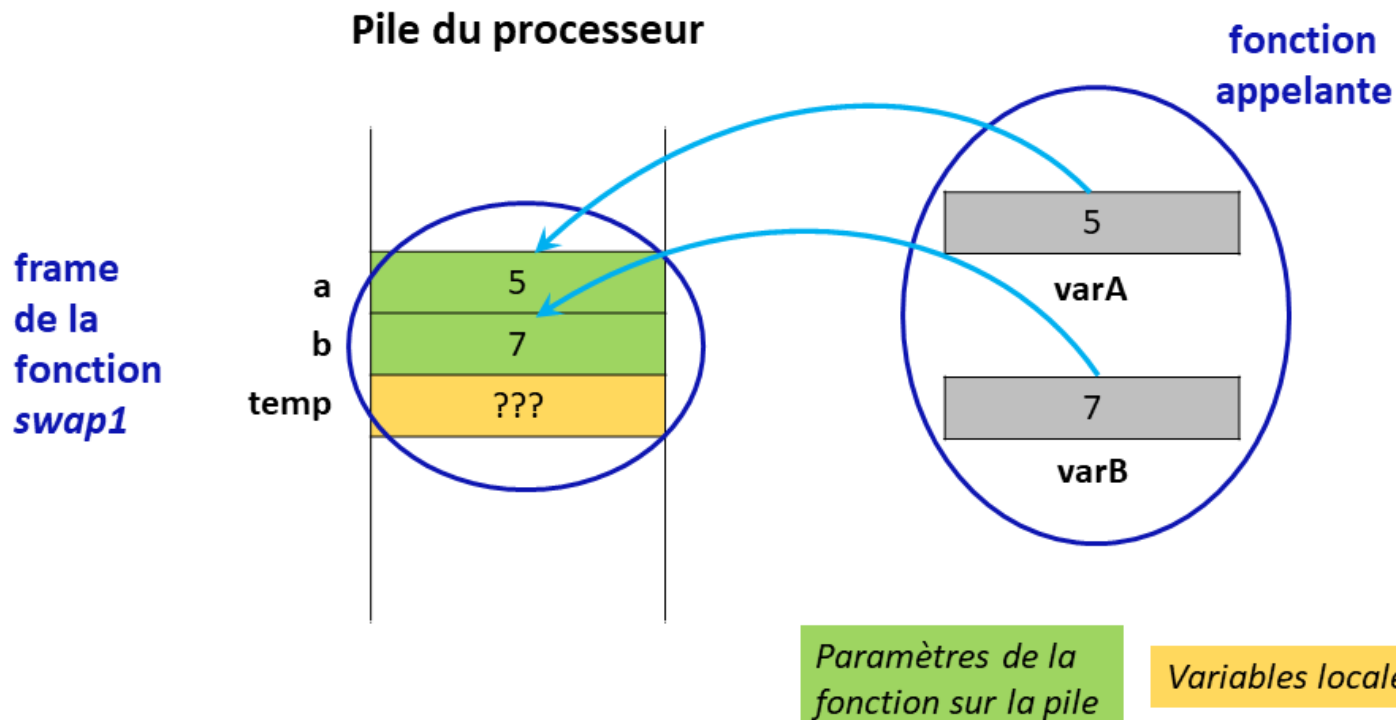 Pile du processeur
fonction
appelante
5
varA
frame
de la
fonction
swap1
a
5
b
7
temp
???
7
varB
Paramètres de la
fonction sur la pile
Variables locale